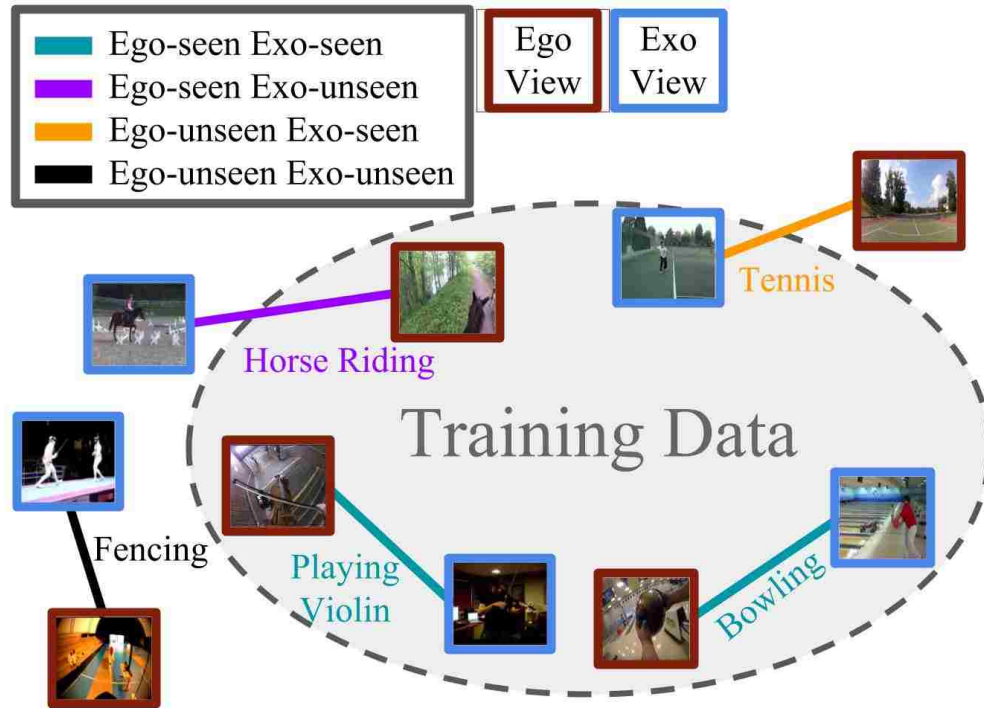 Ego-seen Exo-seen
Ego-seen Exo-unseen
Ego-unseen Exo-seen
Ego-unseen Exo-unseen
Ego
View
Exo
View
Tennis
Horse Riding
Training Data
Fencing
Playing
Violin
Bowling